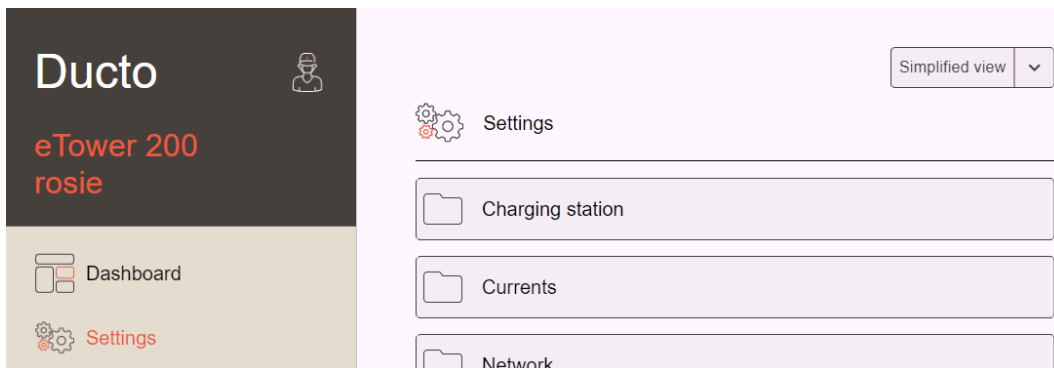 Ducto
eTower 200
rosie
Dashboard
Settings
Simplified view
Settings
Charging station
Currents
Network